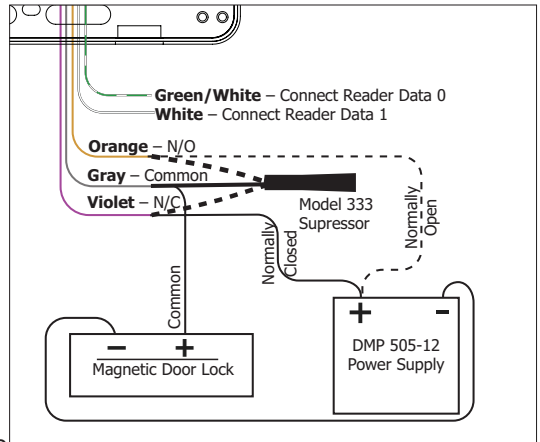 Green/White – Connect Reader Data 0
White – Connect Reader Data 1
Orange – N/O
Gray – Common
Violet – N/C
Model 333
Supressor
Normally
Open
Normally
Closed
Common
– +
Magnetic Door Lock
+ -
DMP 505-12
Power Supply